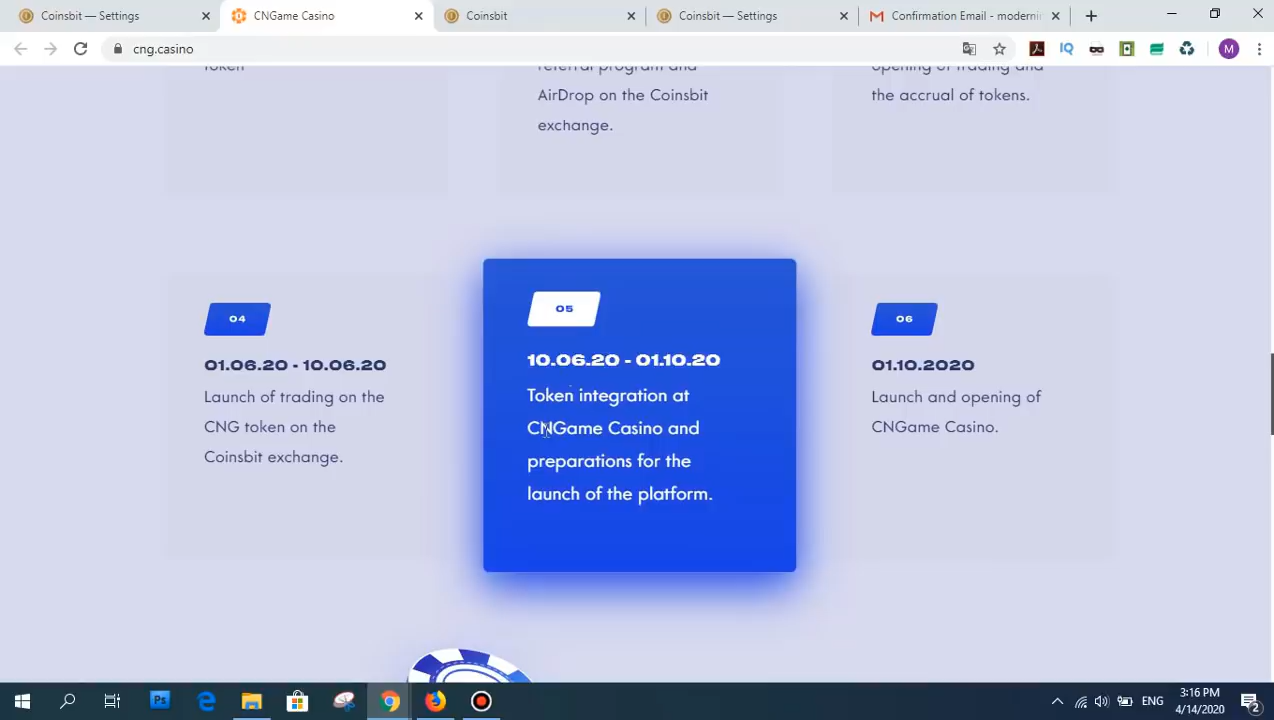 Coinsbit — Settings
CNGame Casino
Coinsbit
Coinsbit — Settings
Confirmation Email - modernin
cng.casino
IQ
M
Token
referral program and
AirDrop on the Coinsbit
exchange.
opening of trading and
the accrual of tokens.
04
01.06.20 - 10.06.20
Launch of trading on the
CNG token on the
Coinsbit exchange.
05
10.06.20 - 01.10.20
Token integration at
CNGame Casino and
preparations for the
launch of the platform.
06
01.10.2020
Launch and opening of
CNGame Casino.
Ps
ENG
3:16 PM
4/14/2020
2